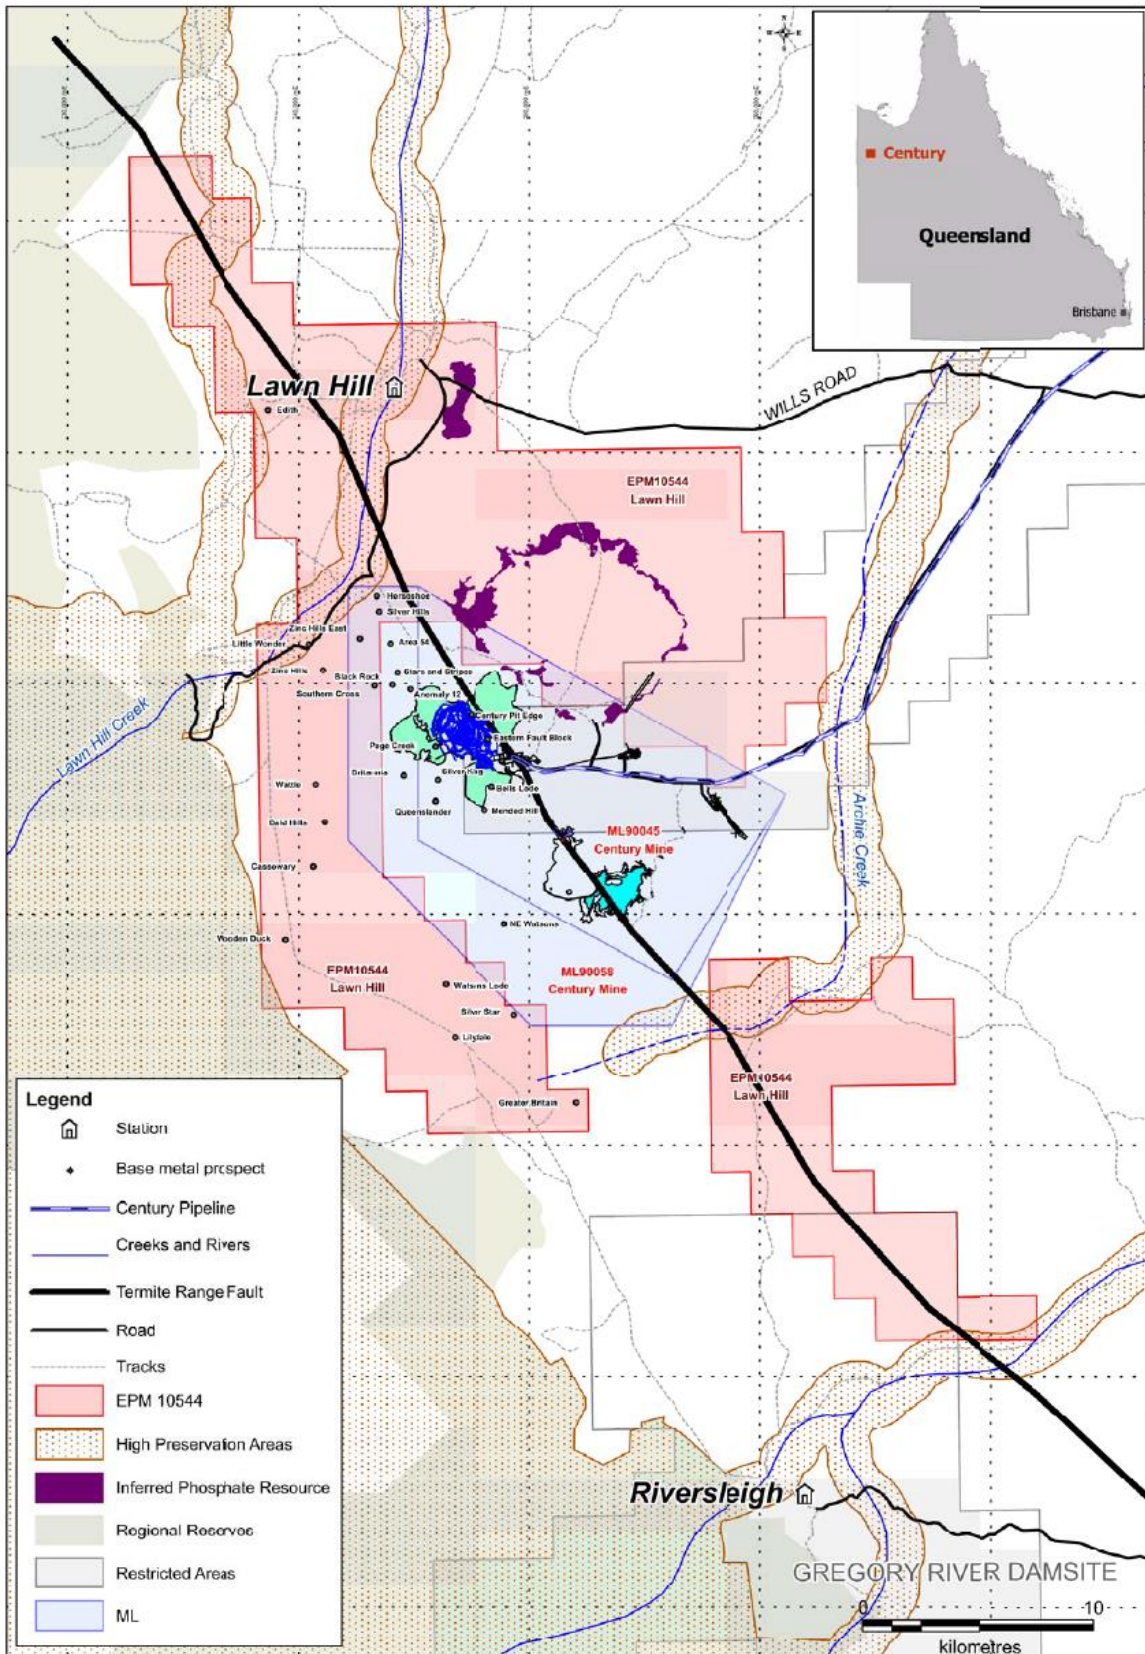 Century
Queensland
Brisbane
WILLS ROAD
Lawn Hill
Edith
EPM10544
Lawn Hill
Horseshoe
Silver Hills
Zinc Hills East
Little Wonder
Area 54
Zinc Hills
Black Rock
Stars and Stripes
Southern Cross
Anomaly 12
Century Pit Edge
Eastern Fault Block
Page Creek
Silver King
Britannia
Bells Lode
Wattle
Queenslander
Mended Hill
Lawn Hill Creek
Archie Creek
ML90045
Century Mine
Cassowary
NE Watsons
Wooden Duck
EPM10544
Lawn Hill
ML90058
Century Mine
Watsins Lode
Silver Star
Lilydale
EPM10544
Lawn Hill
Greater Britain
Legend
Station
Base metal prospect
Century Pipeline
Creeks and Rivers
Termite Range Fault
Road
Tracks
EPM 10544
High Preservation Areas
Inferred Phosphate Resource
Regional Reserves
Restricted Areas
ML
Riversleigh
GREGORY RIVER DAMSITE
0 10
kilometres